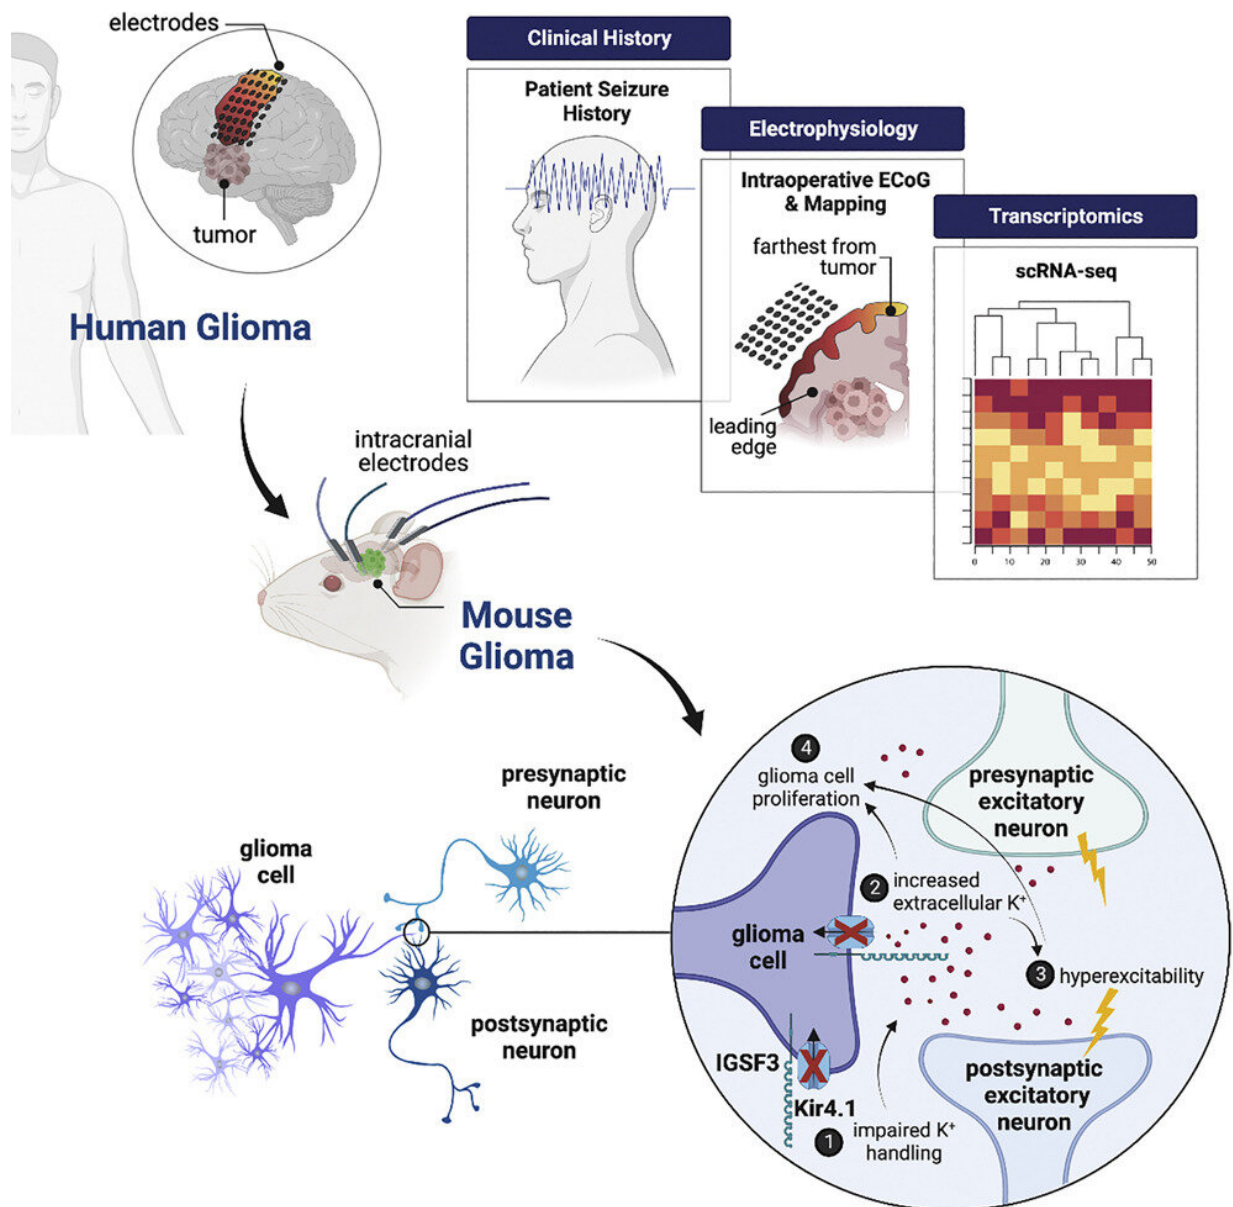 electrodes
tumor
Human Glioma
Clinical History
Patient Seizure
History
Electrophysiology
Intraoperative ECoG
& Mapping
farthest from
tumor
leading
edge
Transcriptomics
scRNA-seq
0 10 20 30 40 50
intracranial
electrodes
Mouse
Glioma
glioma
cell
presynaptic
neuron
postsynaptic
neuron
4
glioma cell
proliferation
presynaptic
excitatory
neuron
2 increased
extracellular K⁺
glioma
cell
3 hyperexcitability
IGSF3
Kir4.1
1 impaired K⁺
handling
postsynaptic
excitatory
neuron